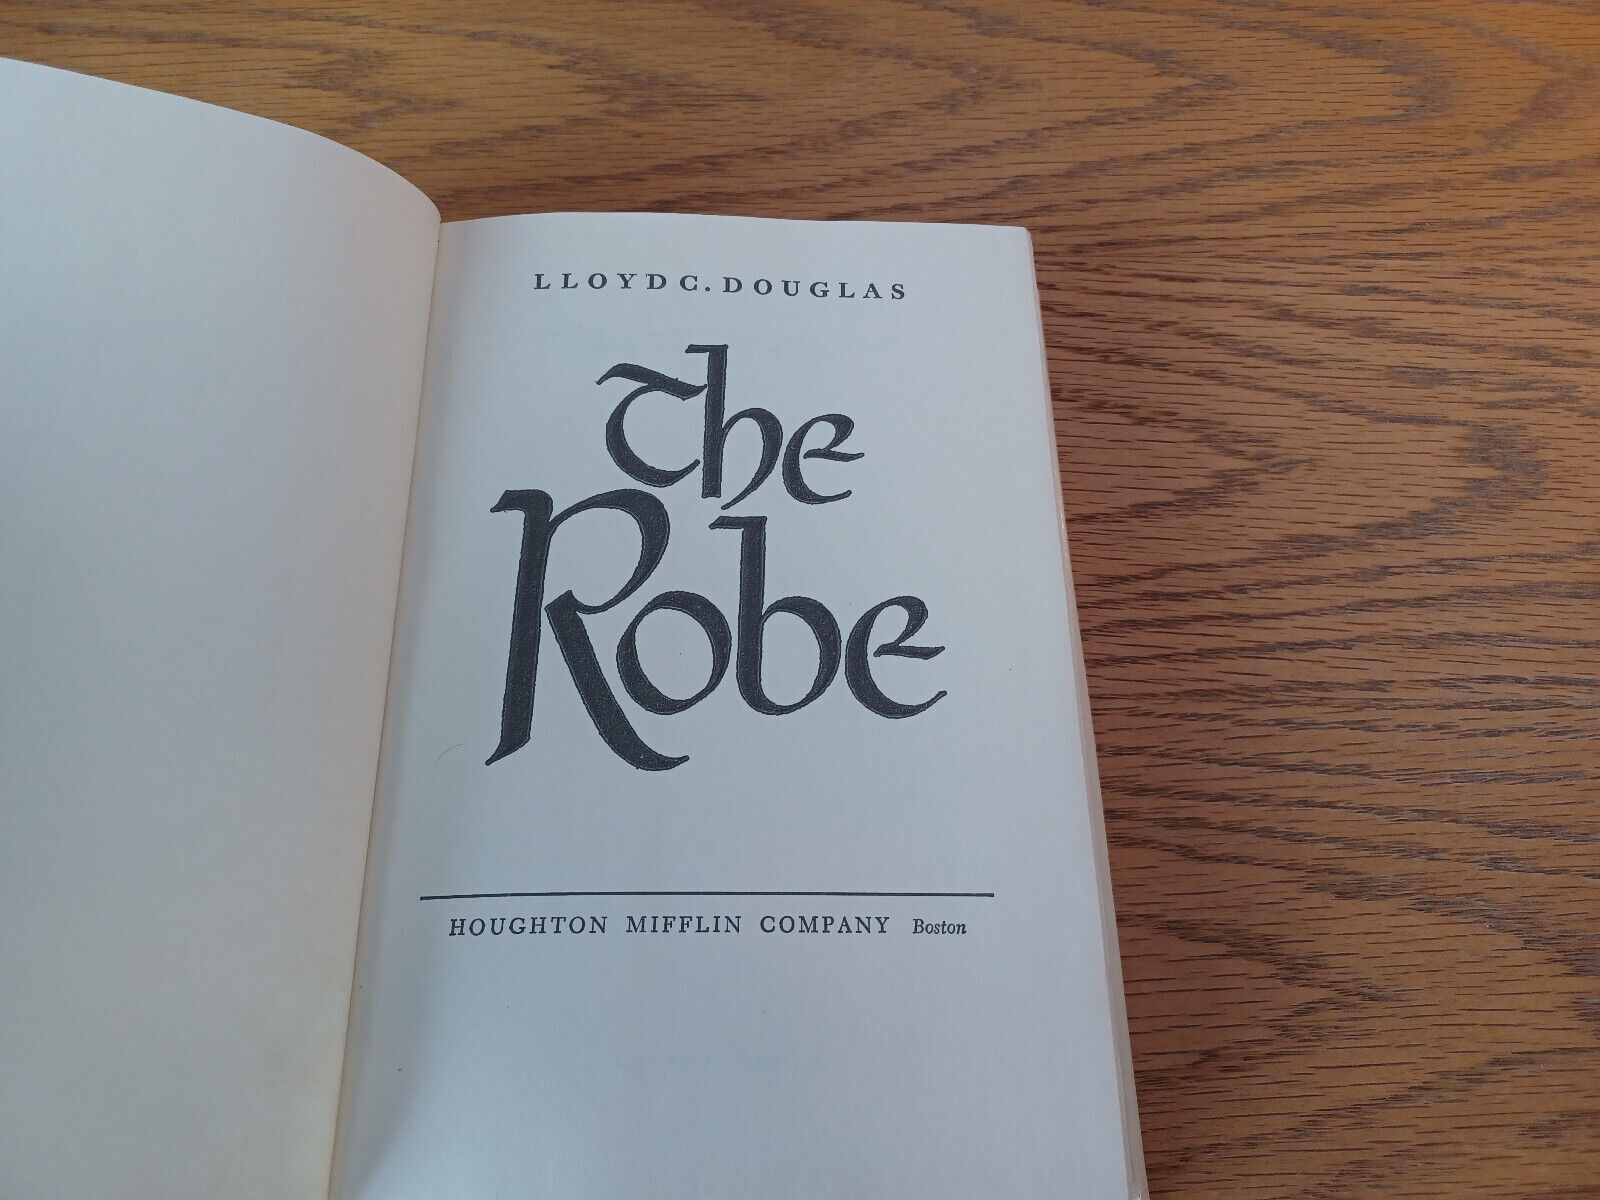 LLOYD C. DOUGLAS
The
Robe
HOUGHTON MIFFLIN COMPANY Boston